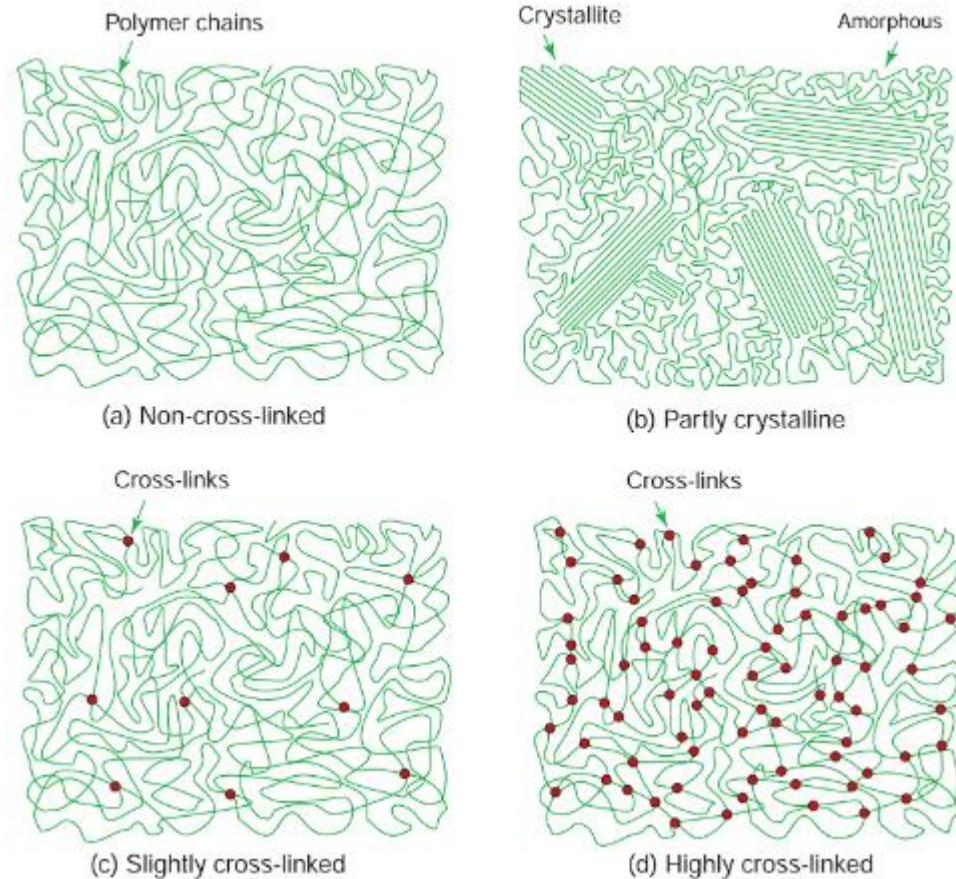 Polymer chains
Crystallite
Amorphous
(a) Non-cross-linked
(b) Partly crystalline
Cross-links
Cross-links
(c) Slightly cross-linked
(d) Highly cross-linked